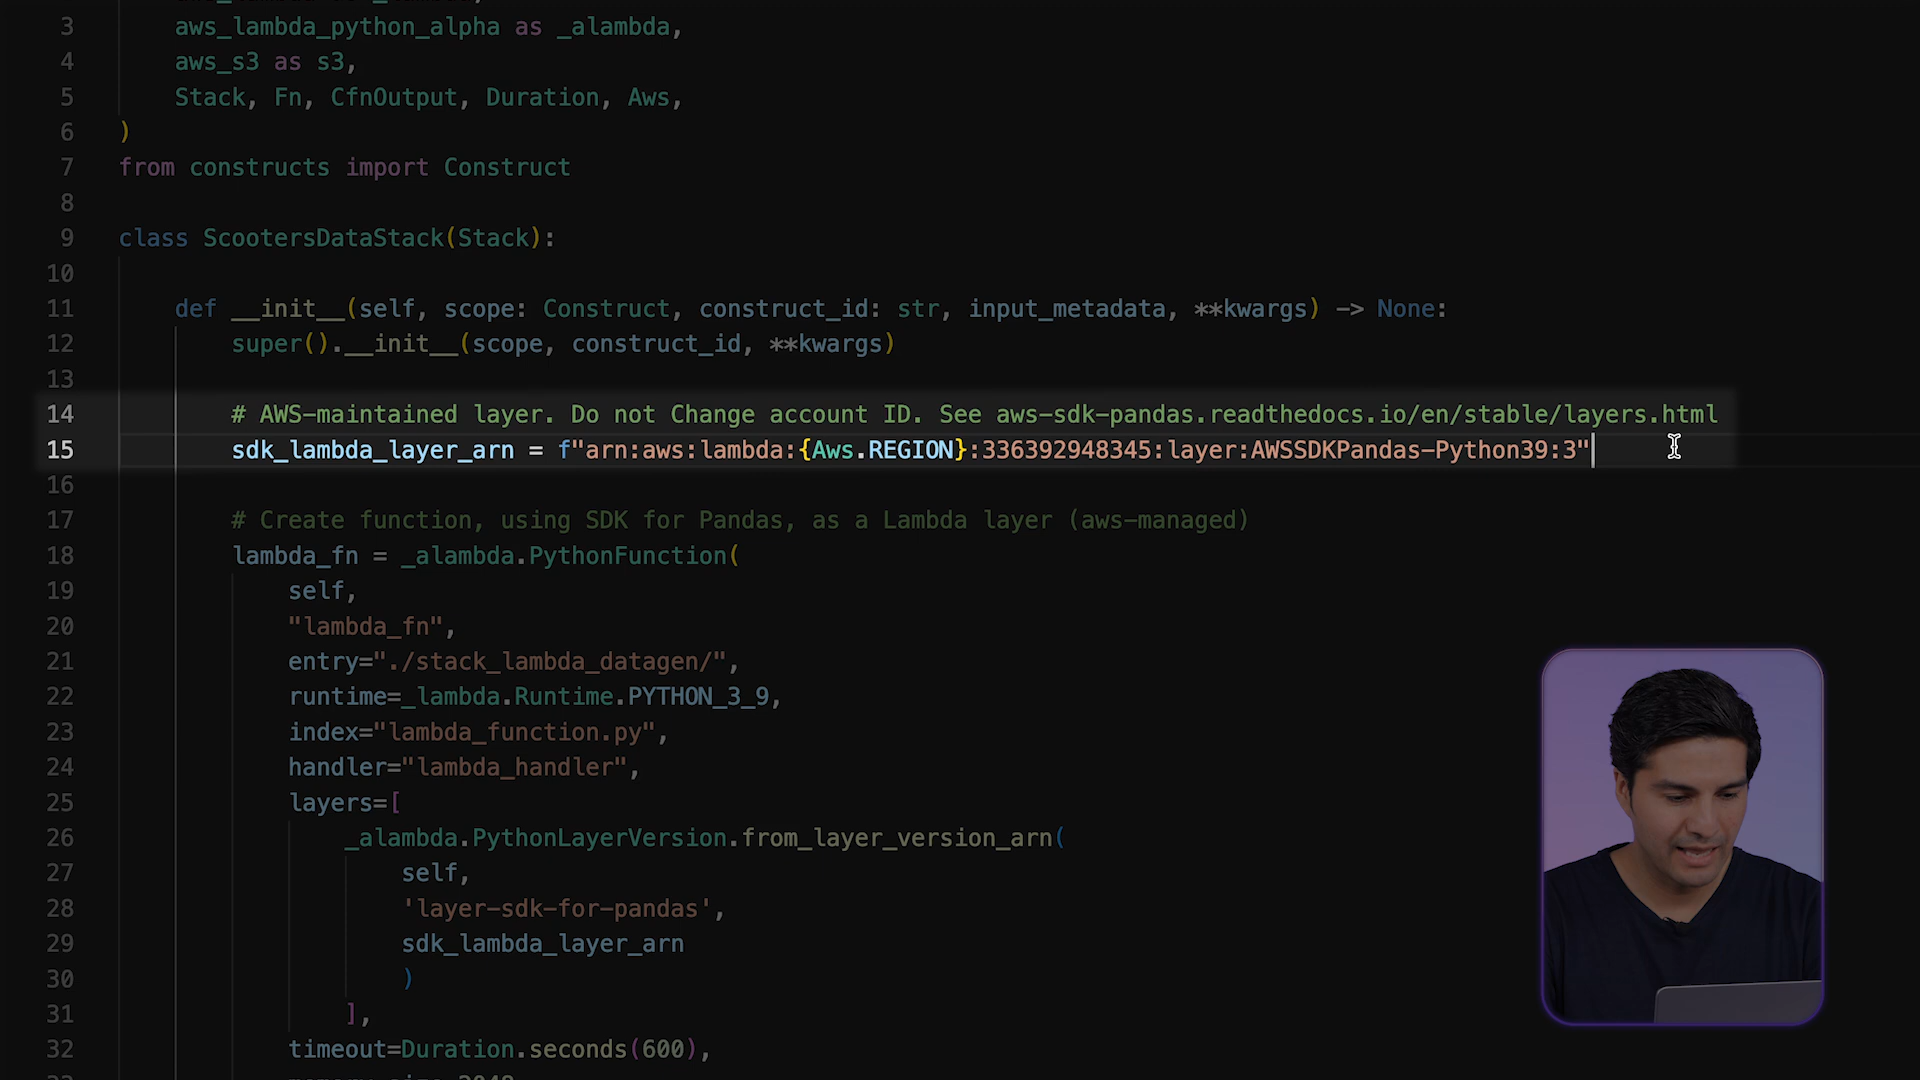 3 aws_lambda_python_alpha as _alambda,
4 aws_s3 as s3,
5 Stack, Fn, CfnOutput, Duration, Aws,
6 )
7 from constructs import Construct
8
9 class ScootersDataStack(Stack):
10
11 def __init__(self, scope: Construct, construct_id: str, input_metadata, **kwargs) -> None:
12 super().__init__(scope, construct_id, **kwargs)
13
14 # AWS-maintained layer. Do not Change account ID. See aws-sdk-pandas.readthedocs.io/en/stable/layers.html
15 sdk_lambda_layer_arn = f"arn:aws:lambda:{Aws.REGION}:336392948345:layer:AWSSDKPandas-Python39:3"
16
17 # Create function, using SDK for Pandas, as a Lambda layer (aws-managed)
18 lambda_fn = _alambda.PythonFunction(
19 self,
20 "lambda_fn",
21 entry="./stack_lambda_datagen/",
22 runtime=_lambda.Runtime.PYTHON_3_9,
23 index="lambda_function.py",
24 handler="lambda_handler",
25 layers=[
26 _alambda.PythonLayerVersion.from_layer_version_arn(
27 self,
28 'layer-sdk-for-pandas',
29 sdk_lambda_layer_arn
30 )
31 ],
32 timeout=Duration.seconds(600),